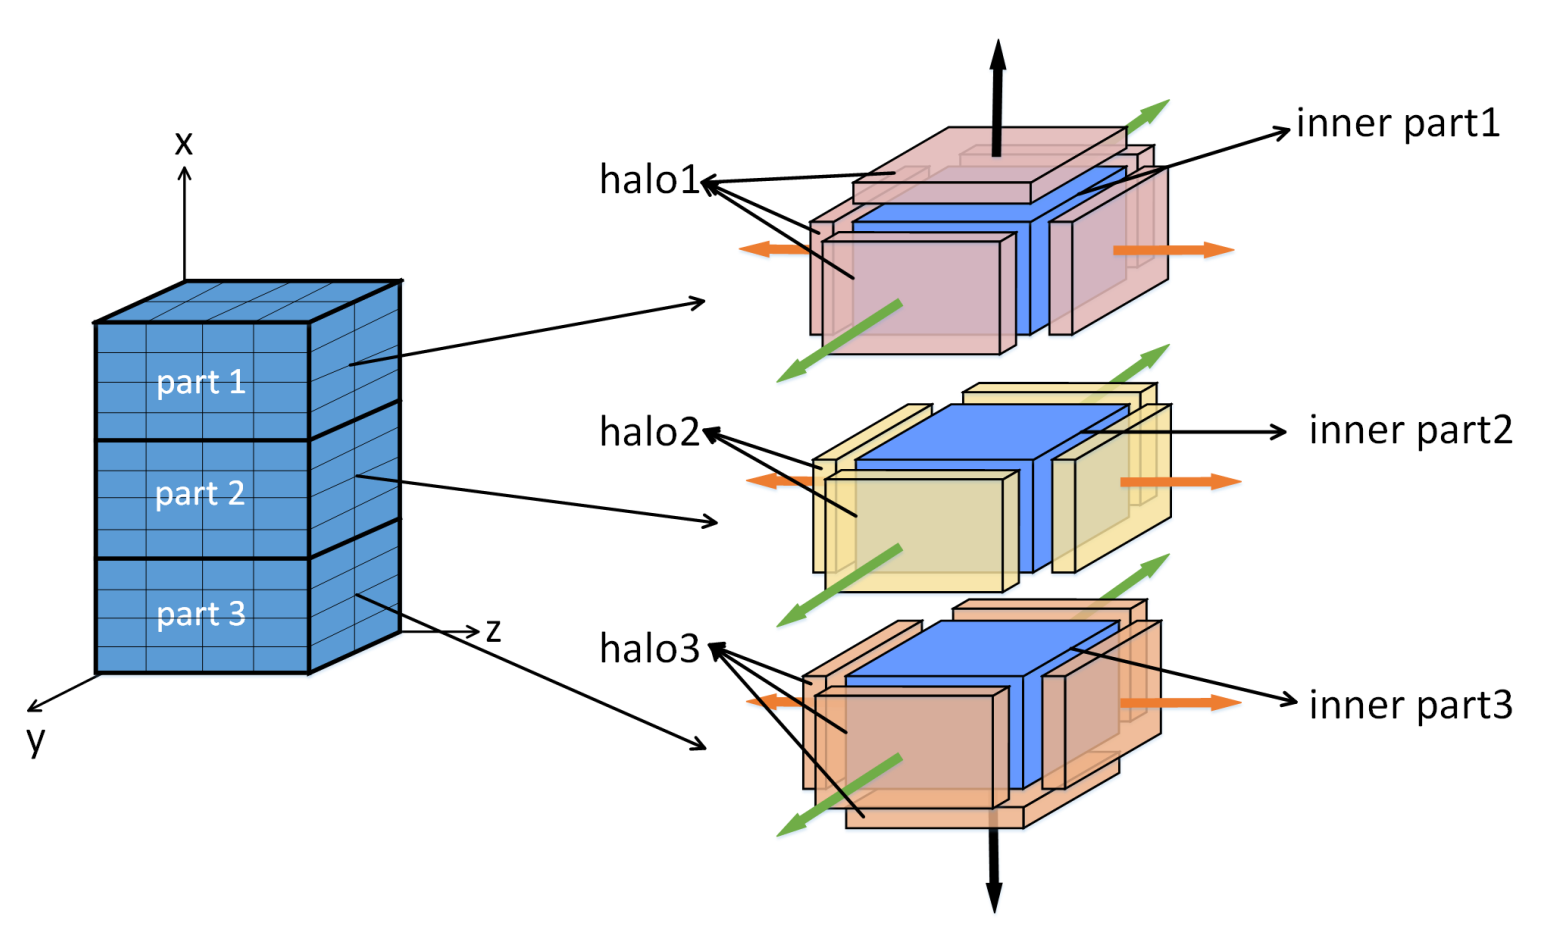 x
part 1
part 2
part 3
z
y
halo1
inner part1
halo2
inner part2
halo3
inner part3